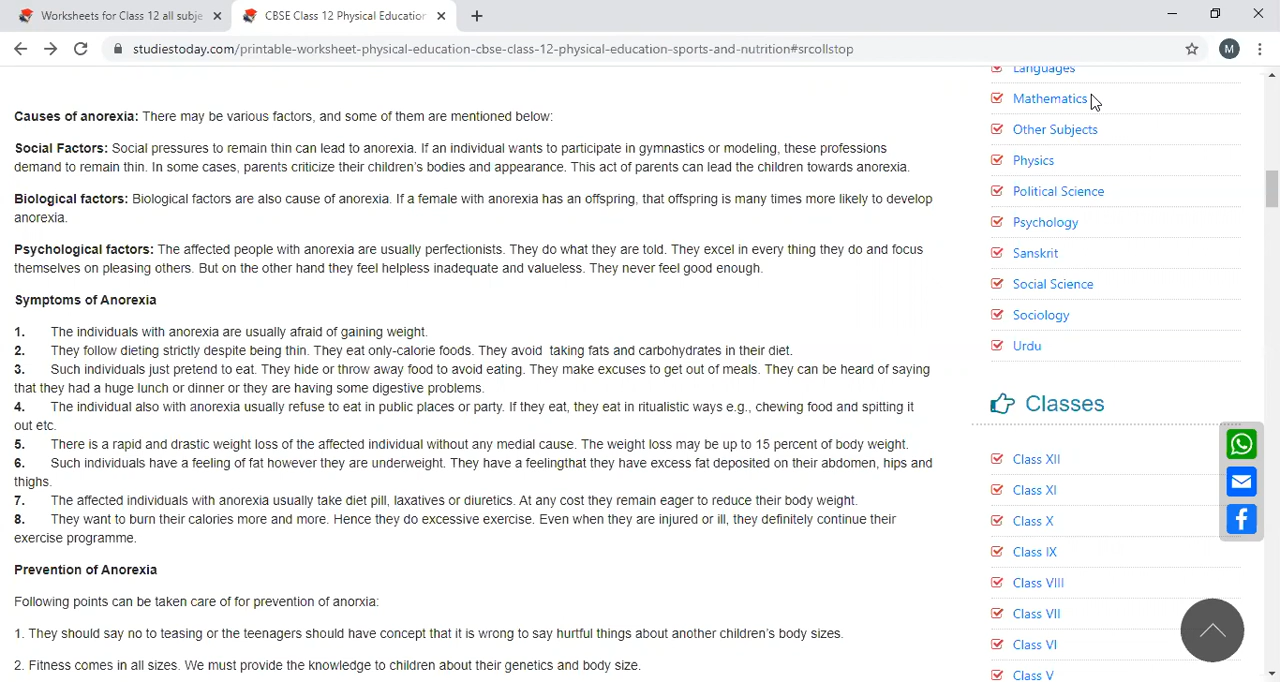 Worksheets for Class 12 all subje
CBSE Class 12 Physical Education
studiestoday.com/printable-worksheet-physical-education-cbse-class-12-physical-education-sports-and-nutrition#srcollstop
M
Causes of anorexia: There may be various factors, and some of them are mentioned below:
Social Factors: Social pressures to remain thin can lead to anorexia. If an individual wants to participate in gymnastics or modeling, these professions
demand to remain thin. In some cases, parents criticize their children's bodies and appearance. This act of parents can lead the children towards anorexia.
Biological factors: Biological factors are also cause of anorexia. If a female with anorexia has an offspring, that offspring is many times more likely to develop
anorexia.
Psychological factors: The affected people with anorexia are usually perfectionists. They do what they are told. They excel in every thing they do and focus
themselves on pleasing others. But on the other hand they feel helpless inadequate and valueless. They never feel good enough.
Symptoms of Anorexia
1. The individuals with anorexia are usually afraid of gaining weight.
2. They follow dieting strictly despite being thin. They eat only-calorie foods. They avoid taking fats and carbohydrates in their diet.
3. Such individuals just pretend to eat. They hide or throw away food to avoid eating. They make excuses to get out of meals. They can be heard of saying
that they had a huge lunch or dinner or they are having some digestive problems.
4. The individual also with anorexia usually refuse to eat in public places or party. If they eat, they eat in ritualistic ways e.g., chewing food and spitting it
out etc.
5. There is a rapid and drastic weight loss of the affected individual without any medical case. The weight loss may be up to 15 percent of body weight.
6. Such individuals have a feeling of fat however they are underweight. They have a feelingthat they have excess fat deposited on their abdomen, hips and
thighs.
7. The affected individuals with anorexia usually take diet pill, laxatives or diuretics. At any cost they remain eager to reduce their body weight.
8. They want to burn their calories more and more. Hence they do excessive exercise. Even when they are injured or ill, they definitely continue their
exercise programme.
Prevention of Anorexia
Following points can be taken care of for prevention of anorxia:
1. They should say no to teasing or the teenagers should have concept that it is wrong to say hurtful things about another children's body sizes.
2. Fitness comes in all sizes. We must provide the knowledge to children about their genetics and body size.
Languages
Mathematics
Other Subjects
Physics
Political Science
Psychology
Sanskrit
Social Science
Sociology
Urdu
Classes
Class XII
Class XI
Class X
Class IX
Class VIII
Class VII
Class VI
Class V